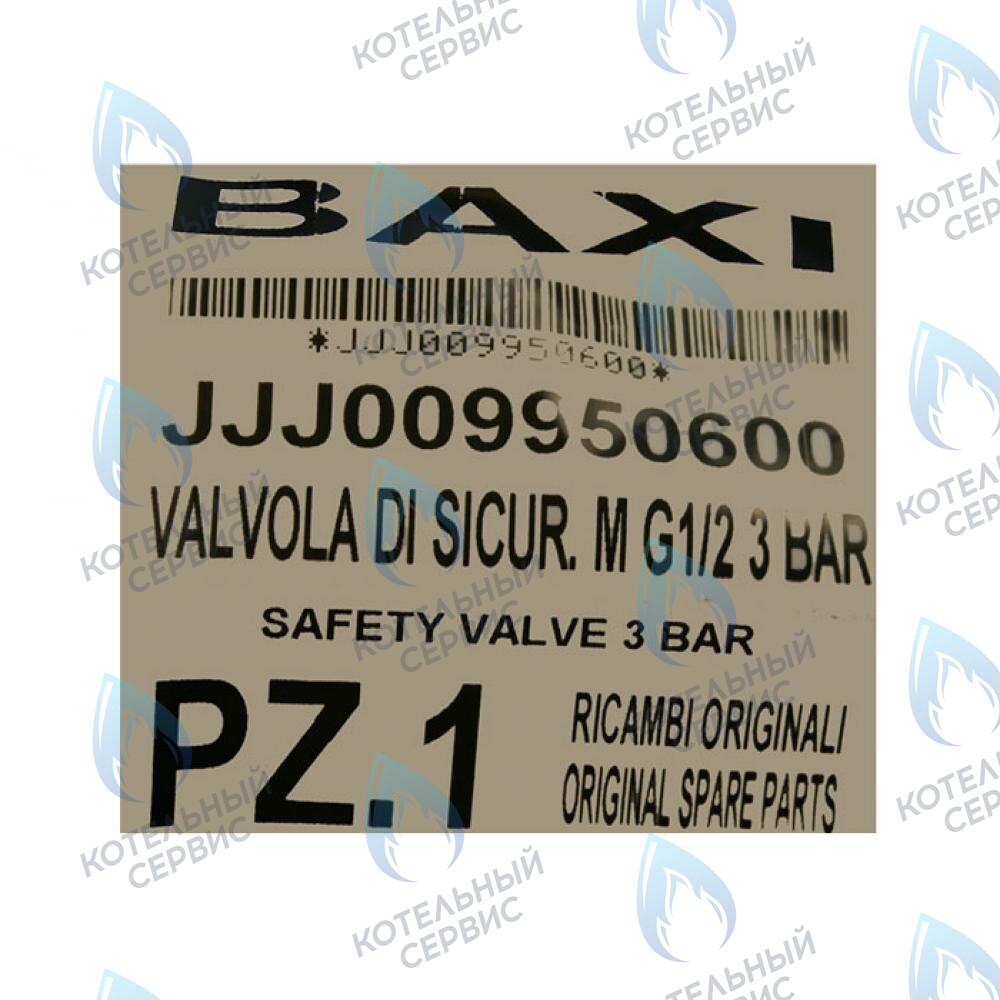 BAXI
*JJJ009950600*
JJJ009950600
VALVOLA DI SICUR. M G1/2 3 BAR
SAFETY VALVE 3 BAR
PZ.1
RICAMBI ORIGINALI
ORIGINAL SPARE PARTS
КОТЕЛЬНЫЙ
СЕРВИС